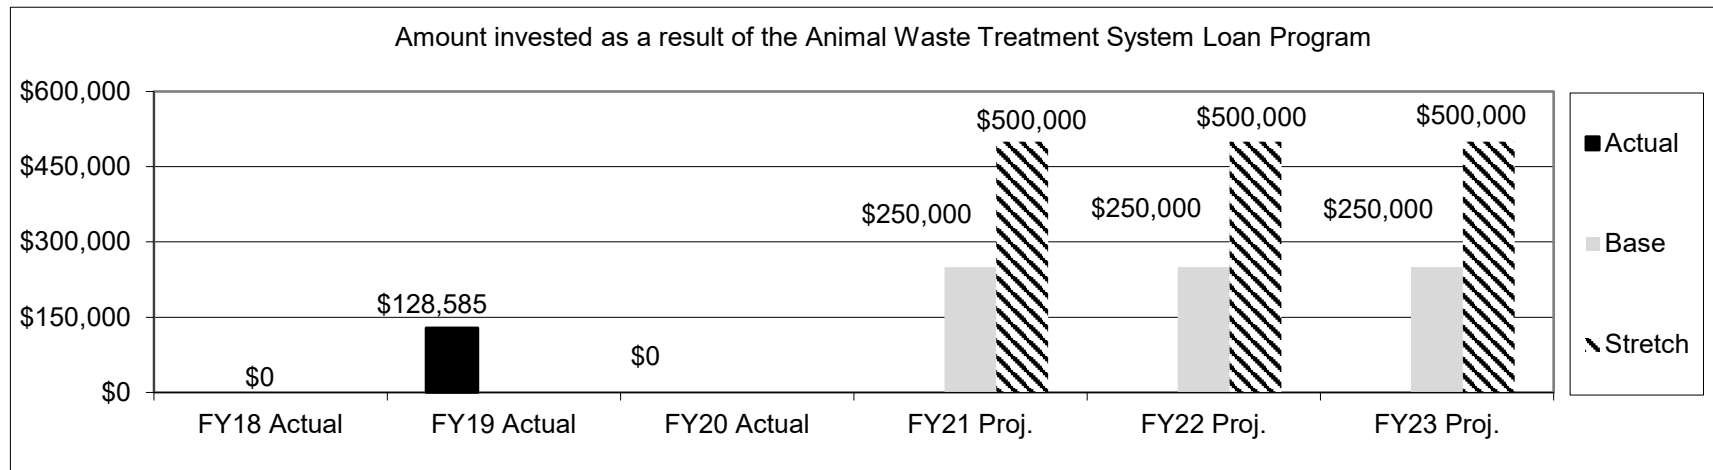 Amount invested as a result of the Animal Waste Treatment System Loan Program
$600,000
$450,000
$300,000
$150,000
$0
$0
$128,585
$0
$250,000
$500,000
$250,000
$500,000
$250,000
$500,000
FY18 Actual
FY19 Actual
FY20 Actual
FY21 Proj.
FY22 Proj.
FY23 Proj.
Actual
Base
Stretch